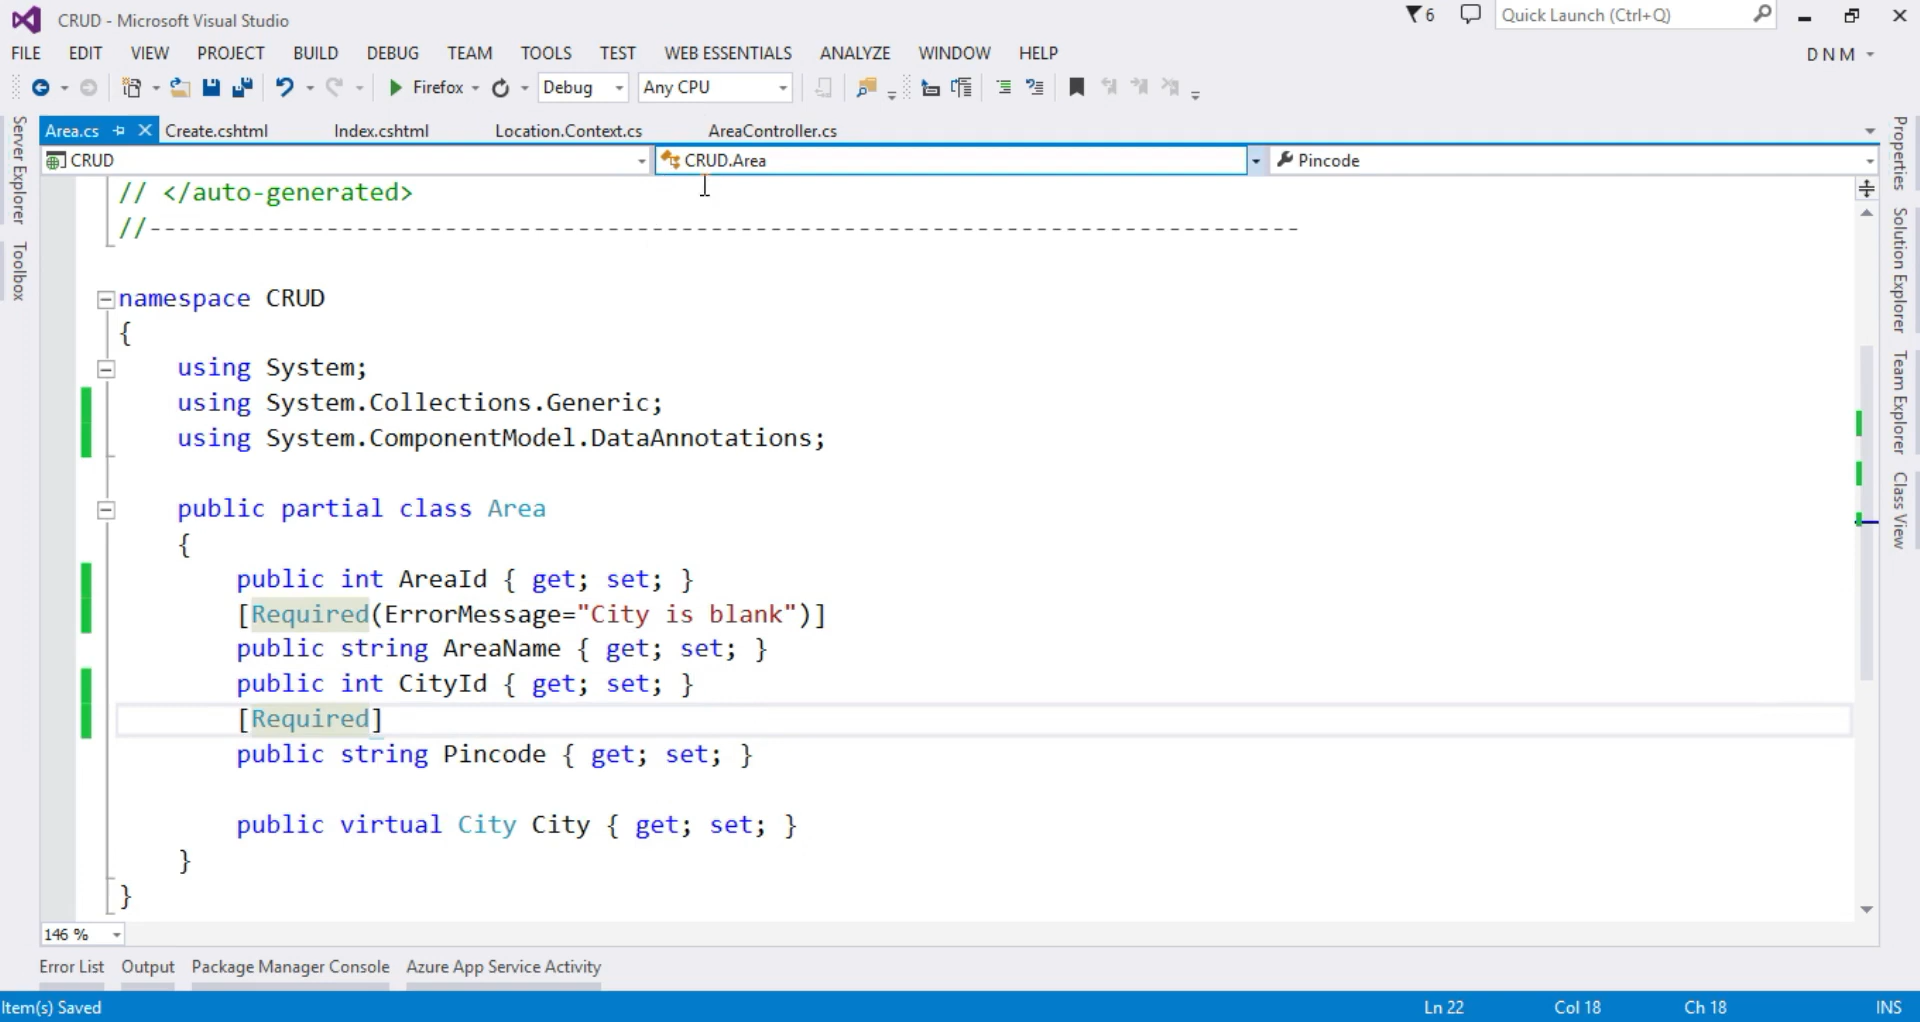 CRUD - Microsoft Visual Studio
6
Quick Launch (Ctrl+Q)
FILE EDIT VIEW PROJECT BUILD DEBUG TEAM TOOLS TEST WEB ESSENTIALS ANALYZE WINDOW HELP
D N M
Firefox Debug Any CPU
Server Explorer
Toolbox
Area.cs Create.cshtml Index.cshtml Location.Context.cs AreaController.cs
CRUD CRUD.Area Pincode
// </auto-generated>
//------------------------------------------------------------------------------
namespace CRUD
{
using System;
using System.Collections.Generic;
using System.ComponentModel.DataAnnotations;
public partial class Area
{
public int AreaId { get; set; }
[Required(ErrorMessage="City is blank")]
public string AreaName { get; set; }
public int CityId { get; set; }
[Required]
public string Pincode { get; set; }
public virtual City City { get; set; }
}
}
146 %
Properties
Solution Explorer
Team Explorer
Class View
Error List Output Package Manager Console Azure App Service Activity
Item(s) Saved Ln 22 Col 18 Ch 18 INS